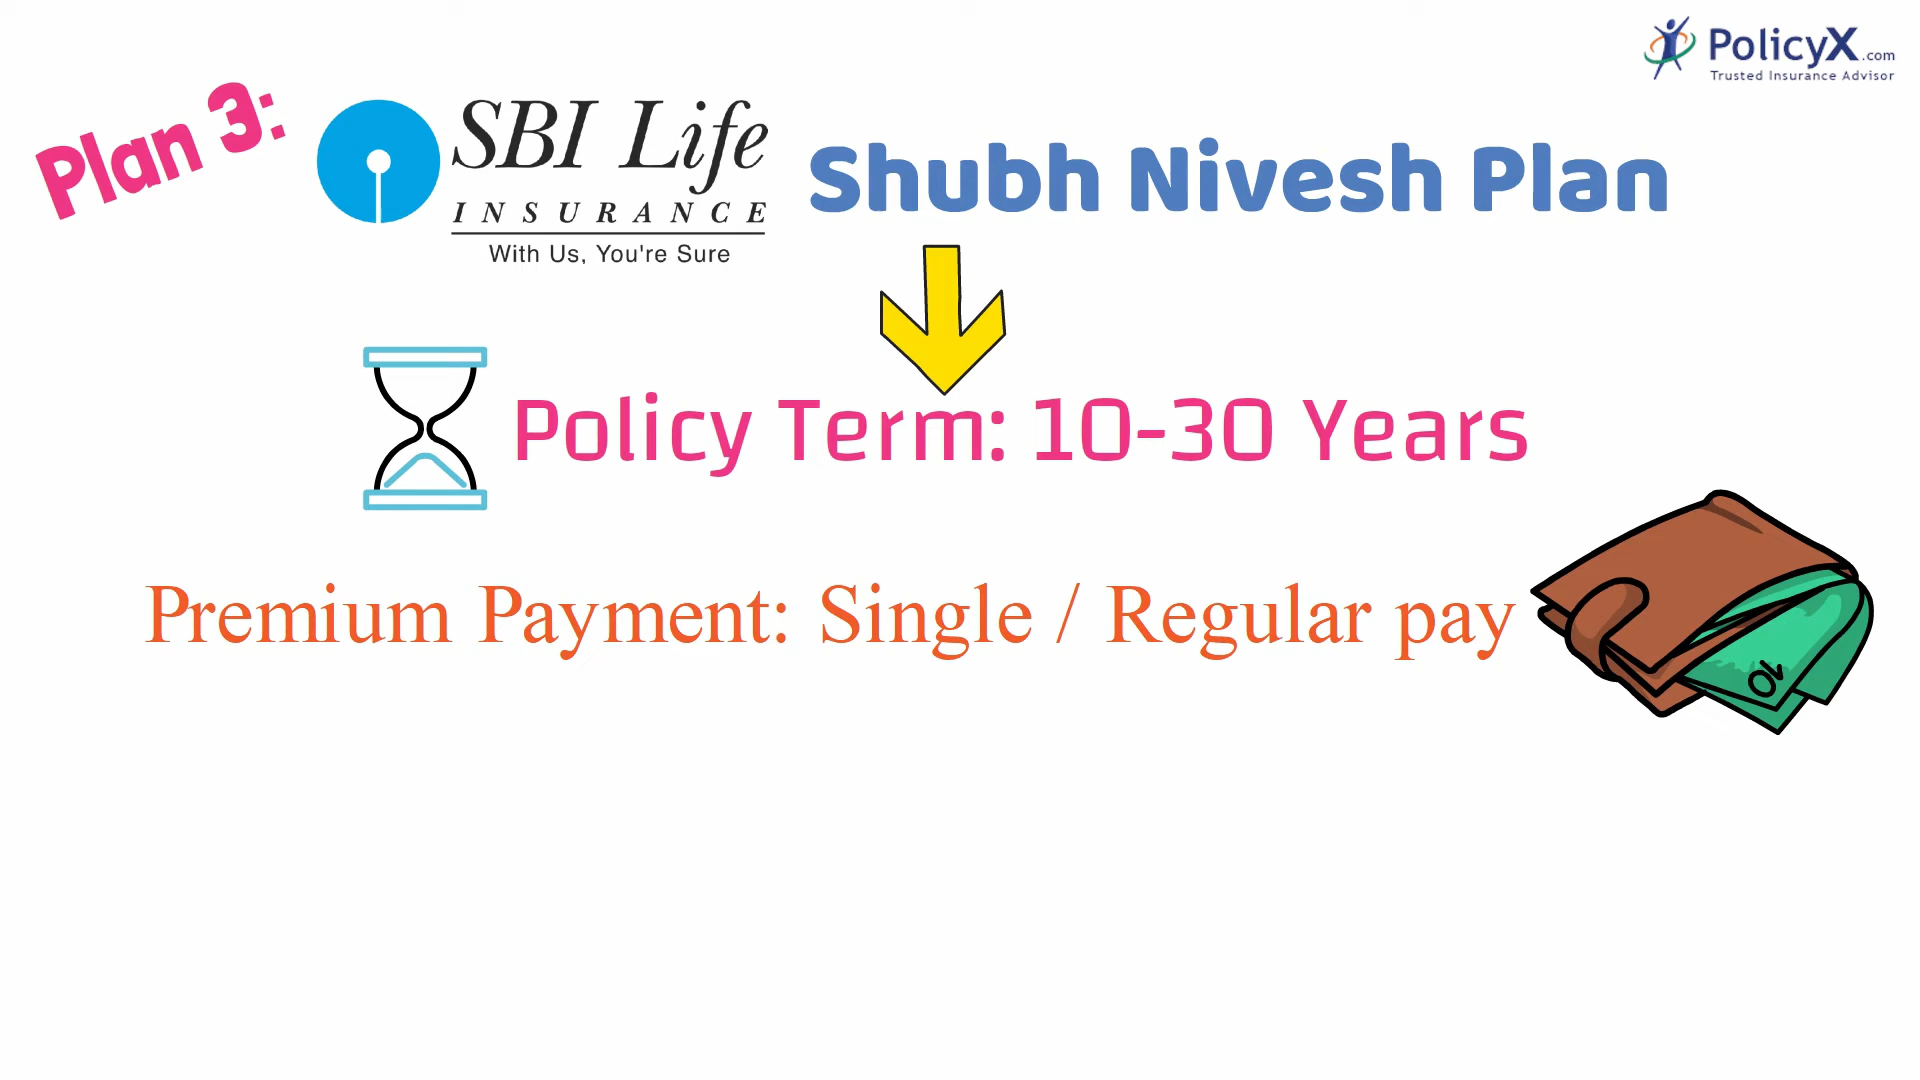 PolicyX.com
Trusted Insurance Advisor
Plan 3:
SBI Life
INSURANCE
With Us, You're Sure
Shubh Nivesh Plan
Policy Term: 10-30 Years
Premium Payment: Single / Regular pay
10